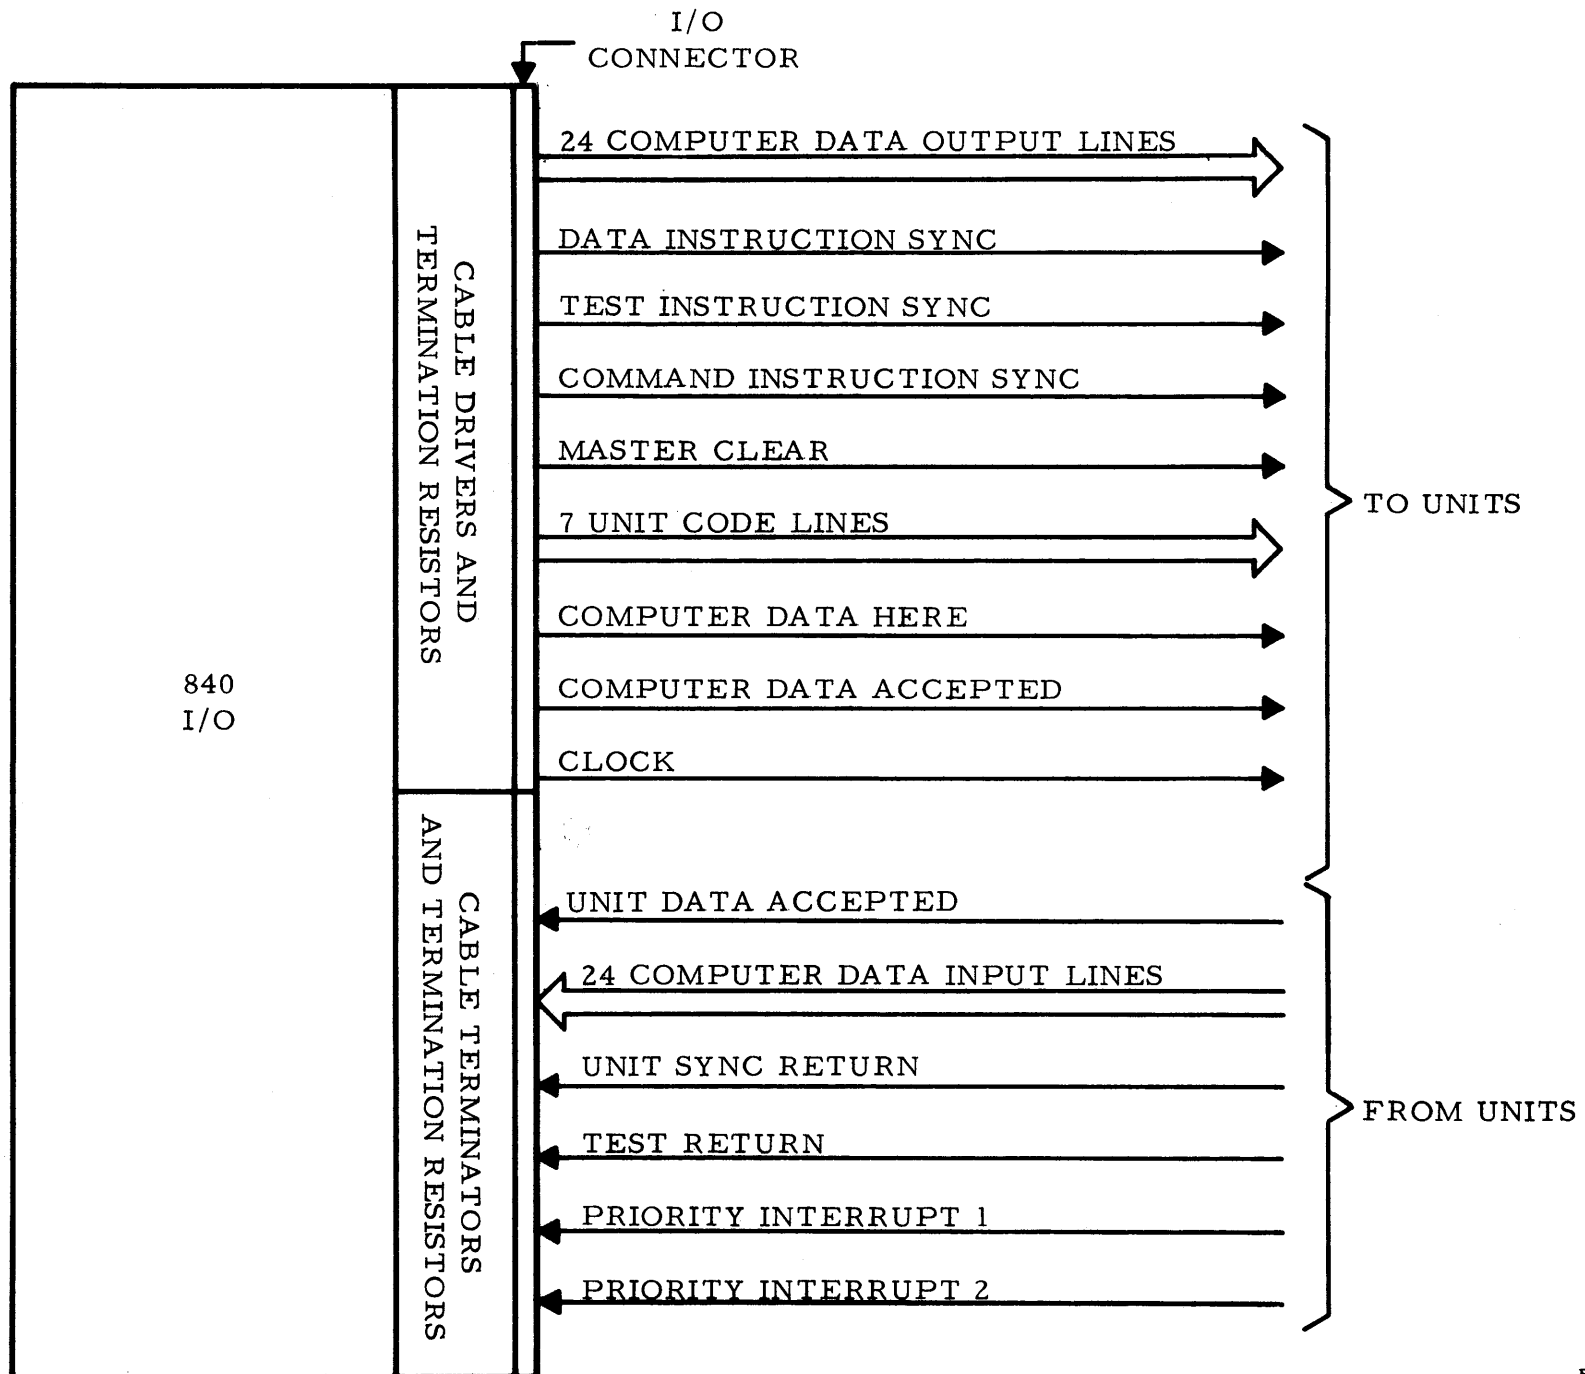 I/O
CONNECTOR
24 COMPUTER DATA OUTPUT LINES
DATA INSTRUCTION SYNC
TEST INSTRUCTION SYNC
COMMAND INSTRUCTION SYNC
MASTER CLEAR
7 UNIT CODE LINES
COMPUTER DATA HERE
COMPUTER DATA ACCEPTED
CLOCK
TO UNITS
CABLE DRIVERS AND
TERMINATION RESISTORS
840
I/O
CABLE TERMINATORS
AND TERMINATION RESISTORS
UNIT DATA ACCEPTED
24 COMPUTER DATA INPUT LINES
UNIT SYNC RETURN
TEST RETURN
PRIORITY INTERRUPT 1
PRIORITY INTERRUPT 2
FROM UNITS